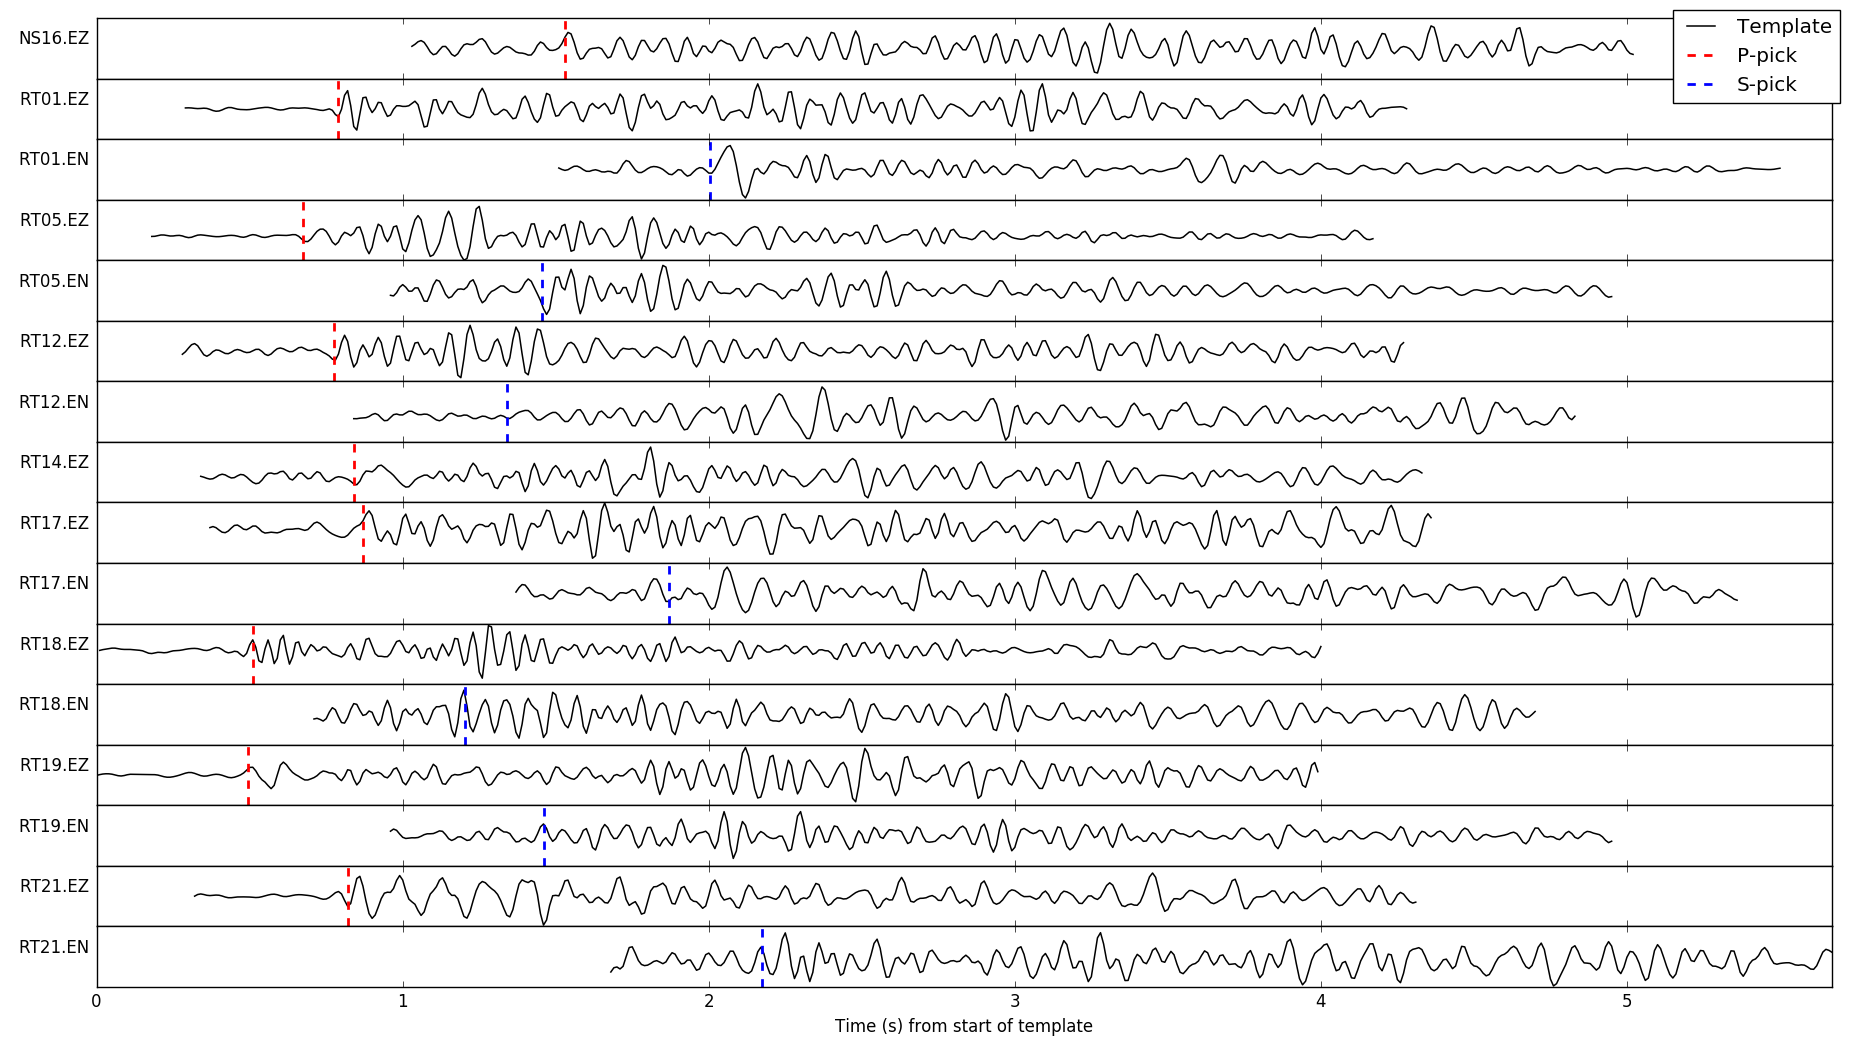 NS16.EZ
RT01.EZ
RT01.EN
RT05.EZ
RT05.EN
RT12.EZ
RT12.EN
RT14.EZ
RT17.EZ
RT17.EN
RT18.EZ
RT18.EN
RT19.EZ
RT19.EN
RT21.EZ
RT21.EN
Template
P-pick
S-pick
0 1 2 3 4 5
Time (s) from start of template